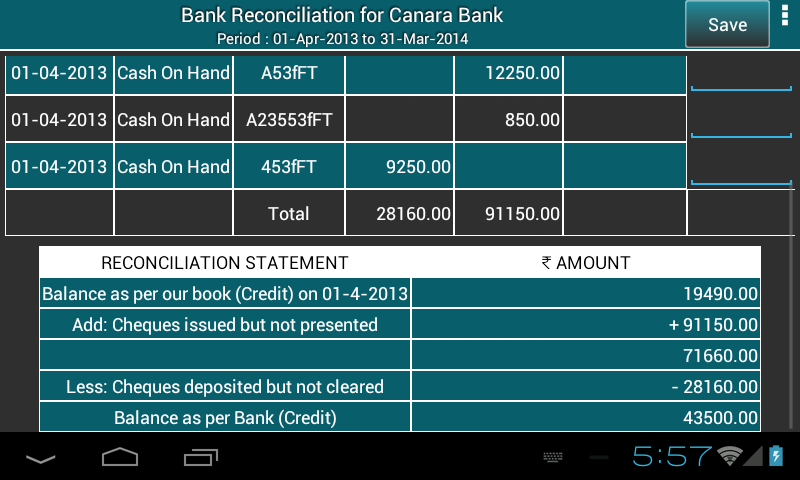 Bank Reconciliation for Canara Bank
Period : 01-Apr-2013 to 31-Mar-2014
Save
01-04-2013 Cash On Hand A53fFT 12250.00
01-04-2013 Cash On Hand A23553fFT 850.00
01-04-2013 Cash On Hand 453fFT 9250.00
Total 28160.00 91150.00
RECONCILIATION STATEMENT ₹ AMOUNT
Balance as per our book (Credit) on 01-4-2013 19490.00
Add: Cheques issued but not presented + 91150.00
71660.00
Less: Cheques deposited but not cleared - 28160.00
Balance as per Bank (Credit) 43500.00
5:57